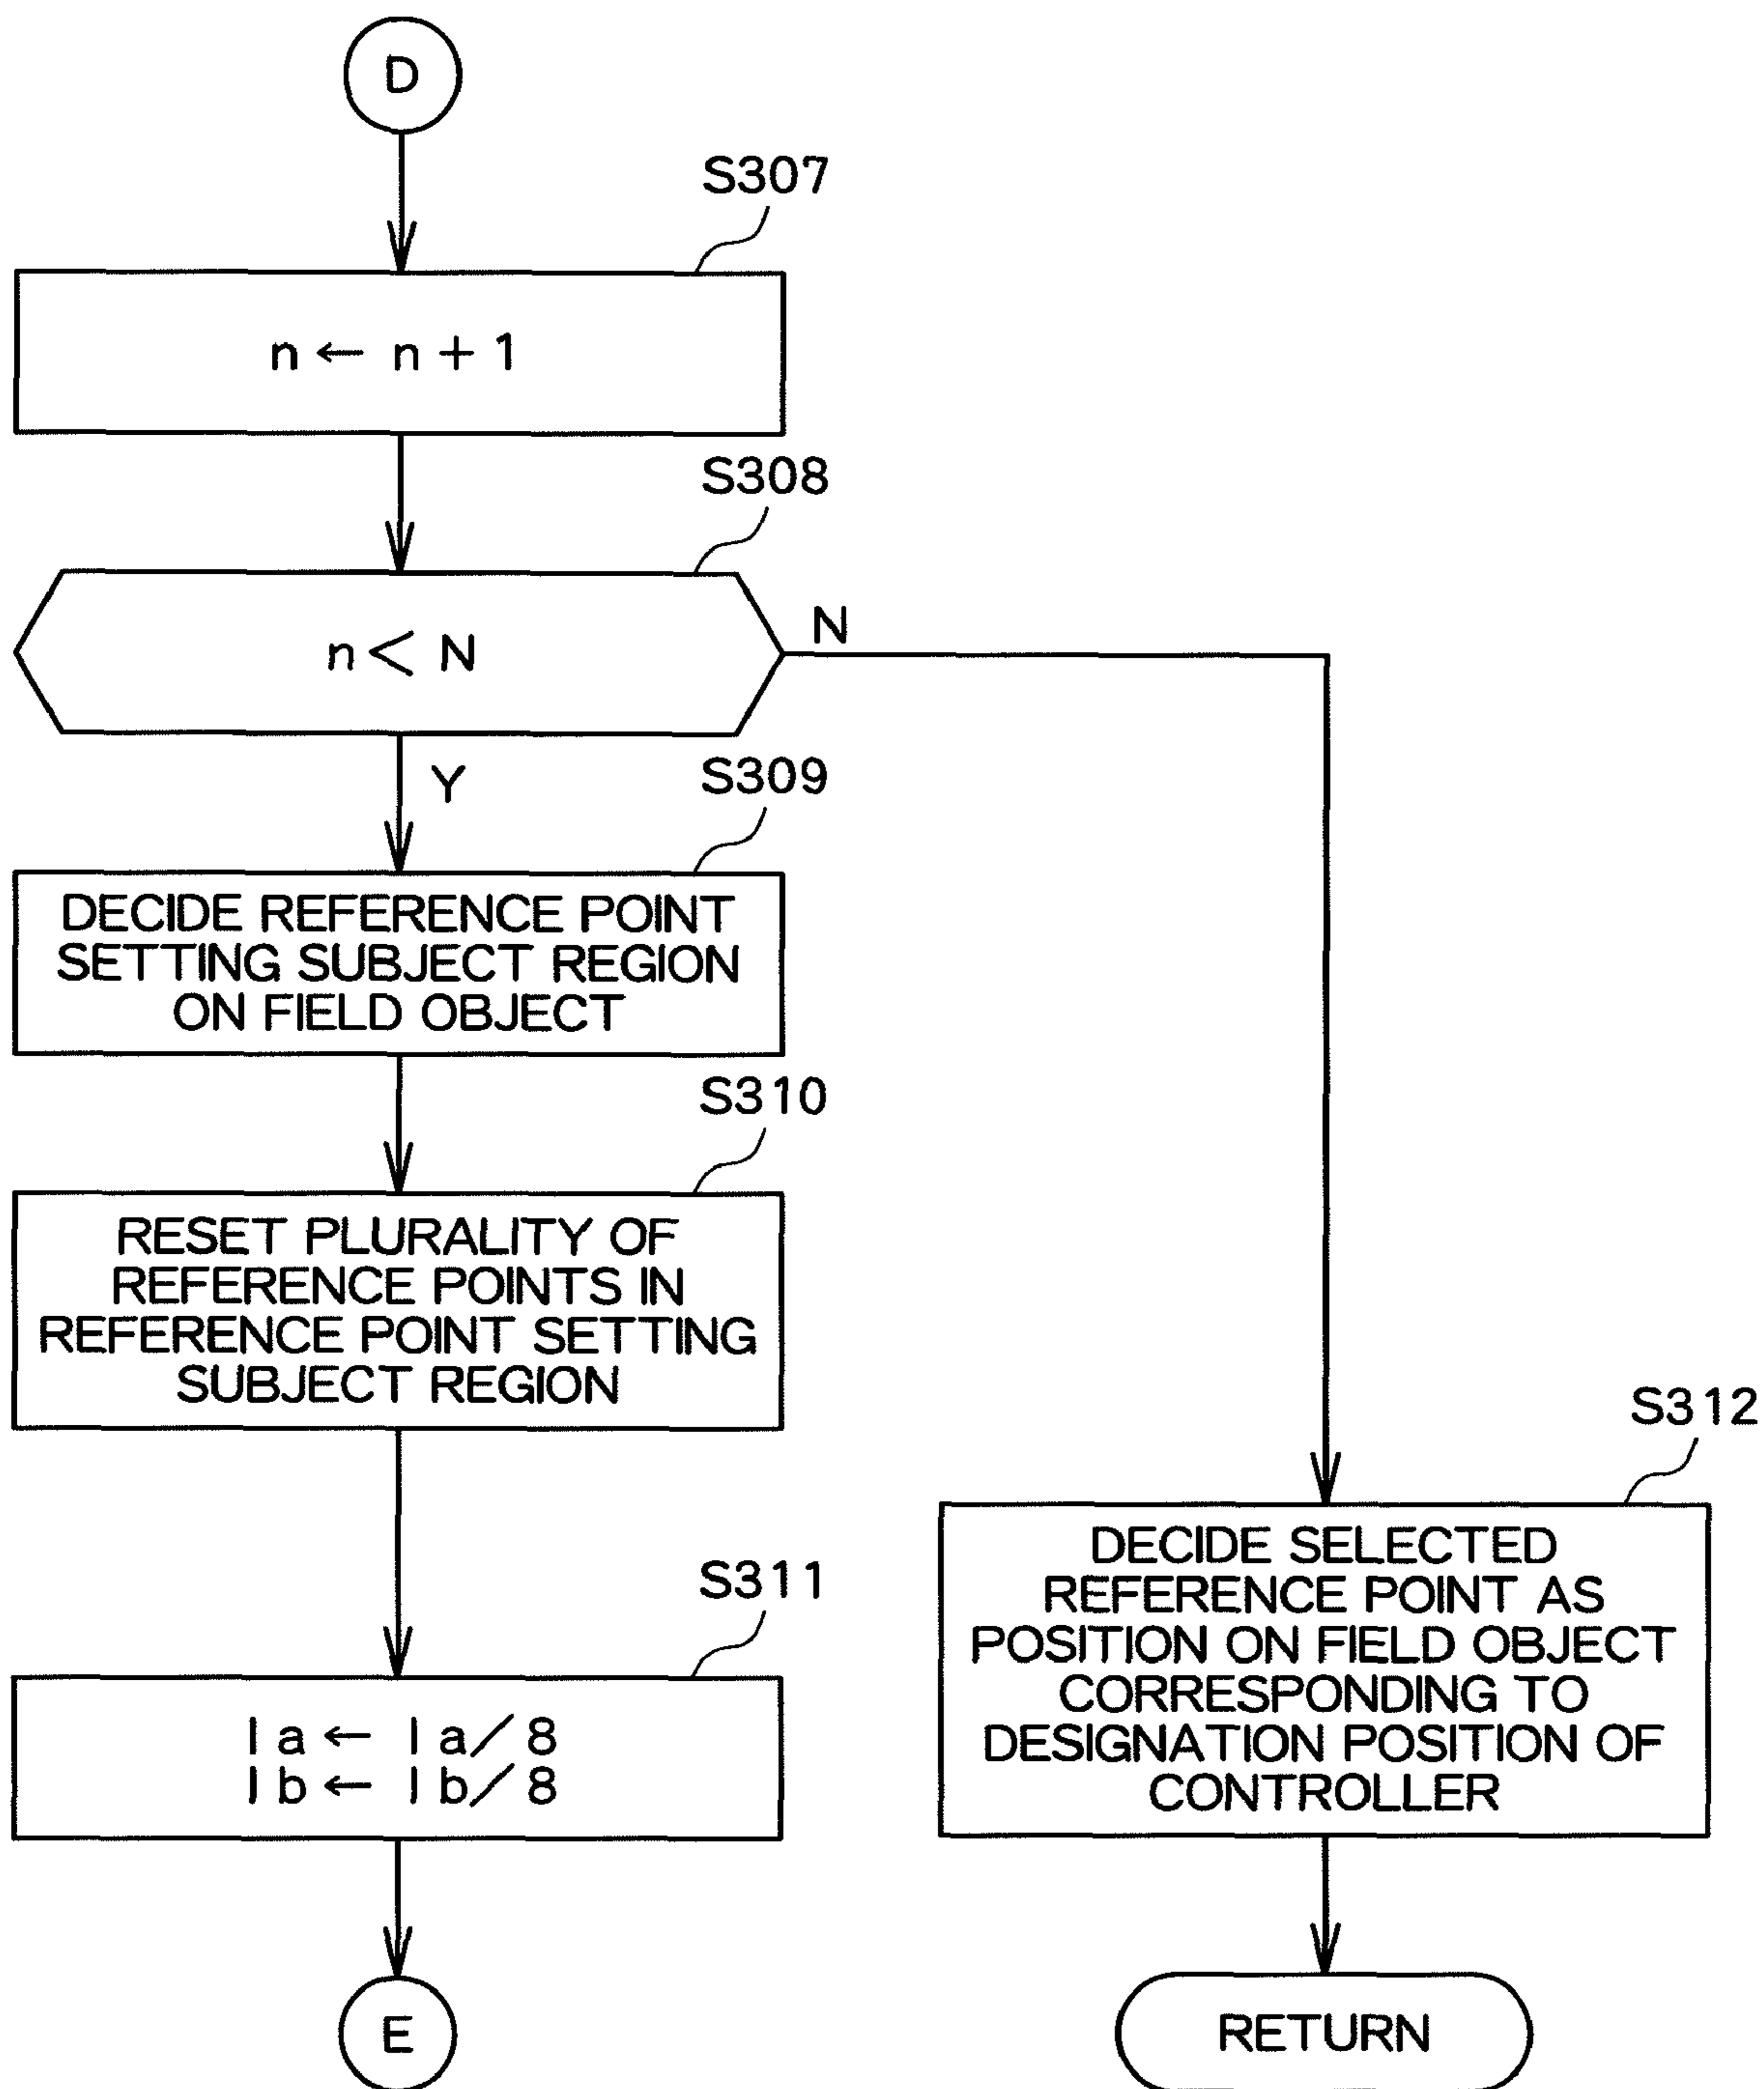 D
S307
n ← n + 1
S308
n < N
N
Y
S309
DECIDE REFERENCE POINT
SETTING SUBJECT REGION
ON FIELD OBJECT
S310
RESET PLURALITY OF
REFERENCE POINTS IN
REFERENCE POINT SETTING
SUBJECT REGION
S311
la ← la/8
lb ← lb/8
E
S312
DECIDE SELECTED
REFERENCE POINT AS
POSITION ON FIELD OBJECT
CORRESPONDING TO
DESIGNATION POSITION OF
CONTROLLER
RETURN